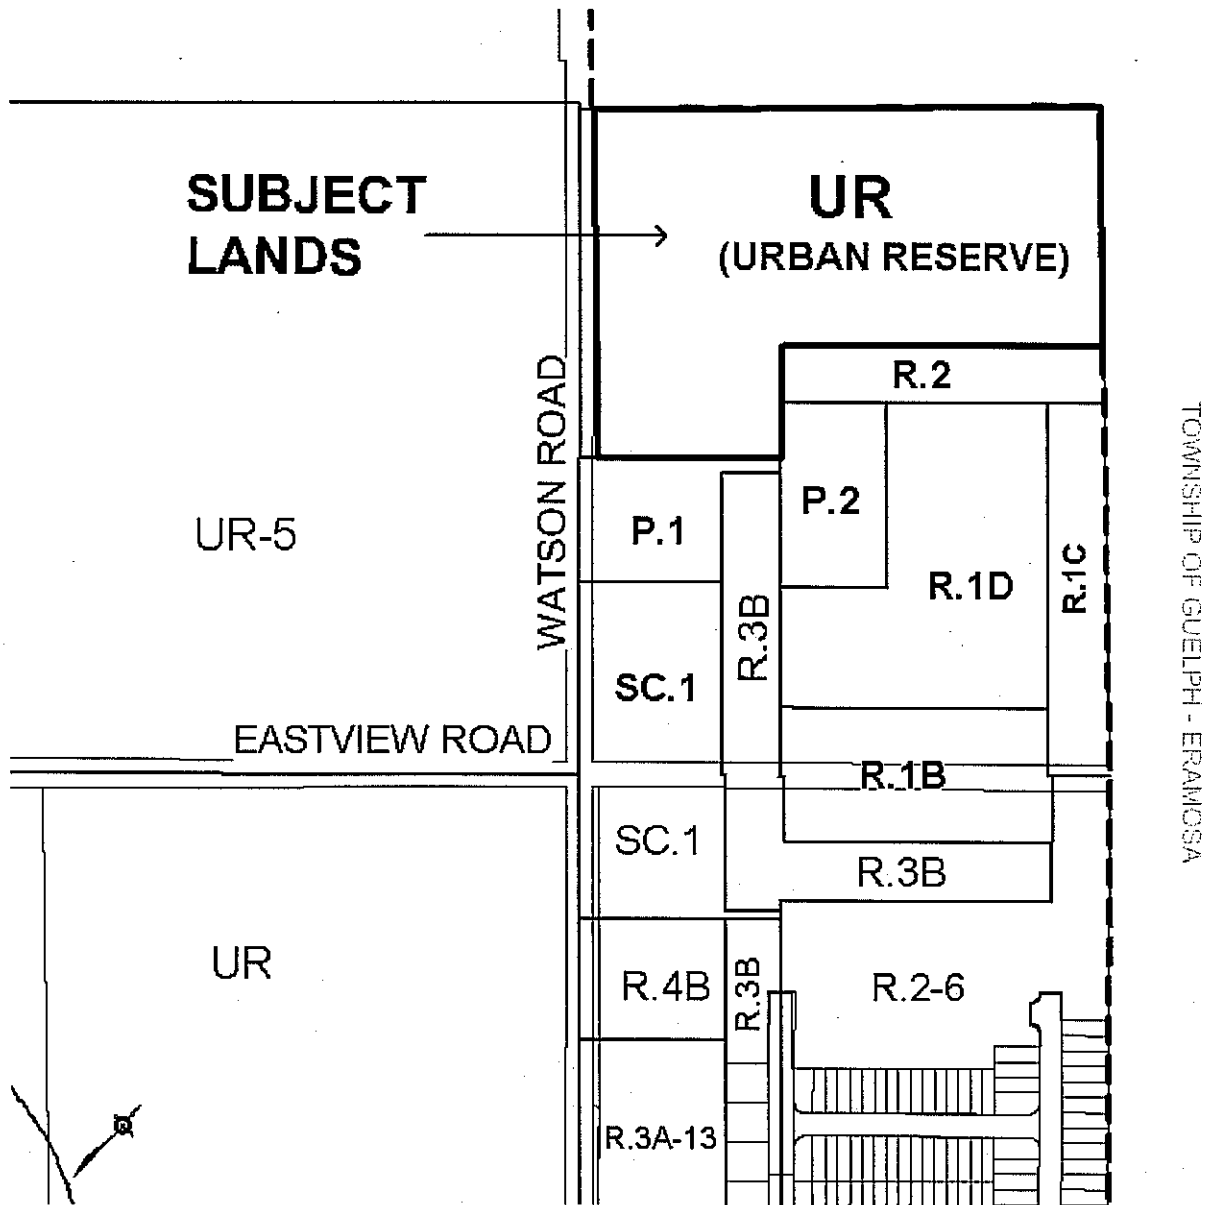 SUBJECT
LANDS
UR
(URBAN RESERVE)
R.2
WATSON ROAD
UR-5
P.1
P.2
R.3B
R.1D
R.1C
TOWNSHIP OF GUELPH - ERAMOSA
SC.1
EASTVIEW ROAD
R.1B
SC.1
R.3B
UR
R.4B
R.3B
R.2-6
R.3A-13